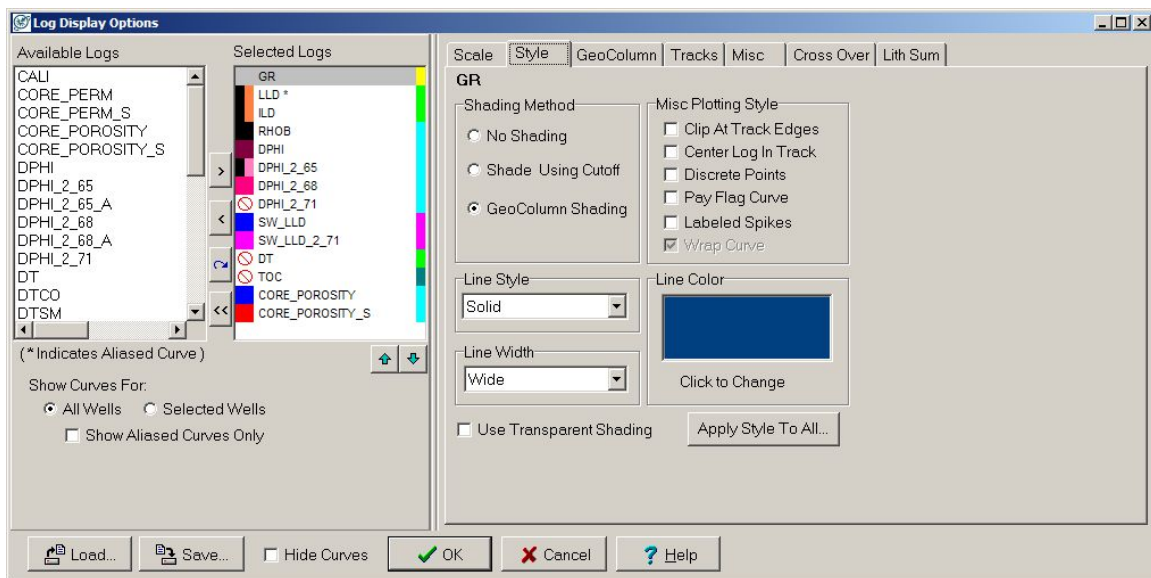 Log Display Options
Available Logs
CALI
CORE_PERM
CORE_PERM_S
CORE_POROSITY
CORE_POROSITY_S
DPHI
DPHI_2_65
DPHI_2_65_A
DPHI_2_68
DPHI_2_68_A
DPHI_2_71
DT
DTCO
DTSM
>
<
<<
Selected Logs
GR
LLD *
ILD
RHOB
DPHI
DPHI_2_65
DPHI_2_68
DPHI_2_71
SW_LLD
SW_LLD_2_71
DT
TOC
CORE_POROSITY
CORE_POROSITY_S
(* Indicates Aliased Curve )
Show Curves For:
All Wells Selected Wells
Show Aliased Curves Only
Scale Style GeoColumn Tracks Misc Cross Over Lith Sum
GR
Shading Method
No Shading
Shade Using Cutoff
GeoColumn Shading
Misc Plotting Style
Clip At Track Edges
Center Log In Track
Discrete Points
Pay Flag Curve
Labeled Spikes
Wrap Curve
Line Style
Solid
Line Width
Wide
Line Color
Click to Change
Use Transparent Shading Apply Style To All...
Load... Save... Hide Curves OK Cancel Help